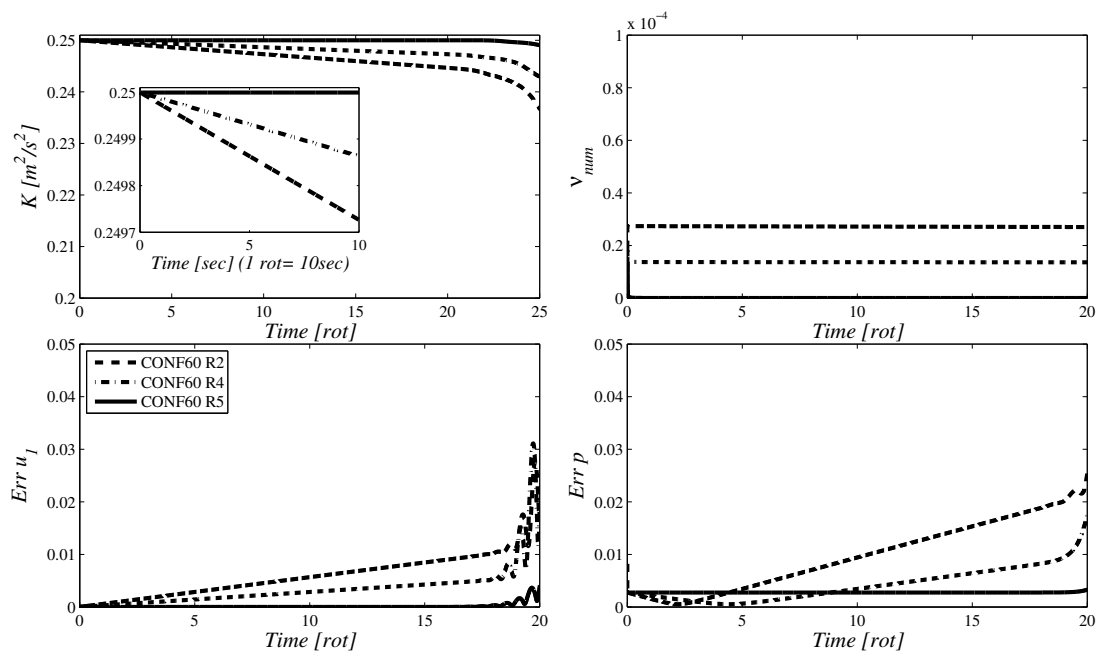 0.25
0.24
0.23
0.22
0.21
0.2
K [m²/s²]
0 5 10 15 20 25
Time [rot]
0.25
0.2499
0.2499
0.2498
0.2498
0.2497
0 5 10
Time [sec] (1 rot= 10sec)
x 10⁻⁴
1
0.8
0.6
0.4
0.2
0
ν_num
0 5 10 15 20
Time [rot]
0.05
0.04
0.03
0.02
0.01
0
Err u₁
CONF60 R2
CONF60 R4
CONF60 R5
0 5 10 15 20
Time [rot]
0.05
0.04
0.03
0.02
0.01
0
Err p
0 5 10 15 20
Time [rot]